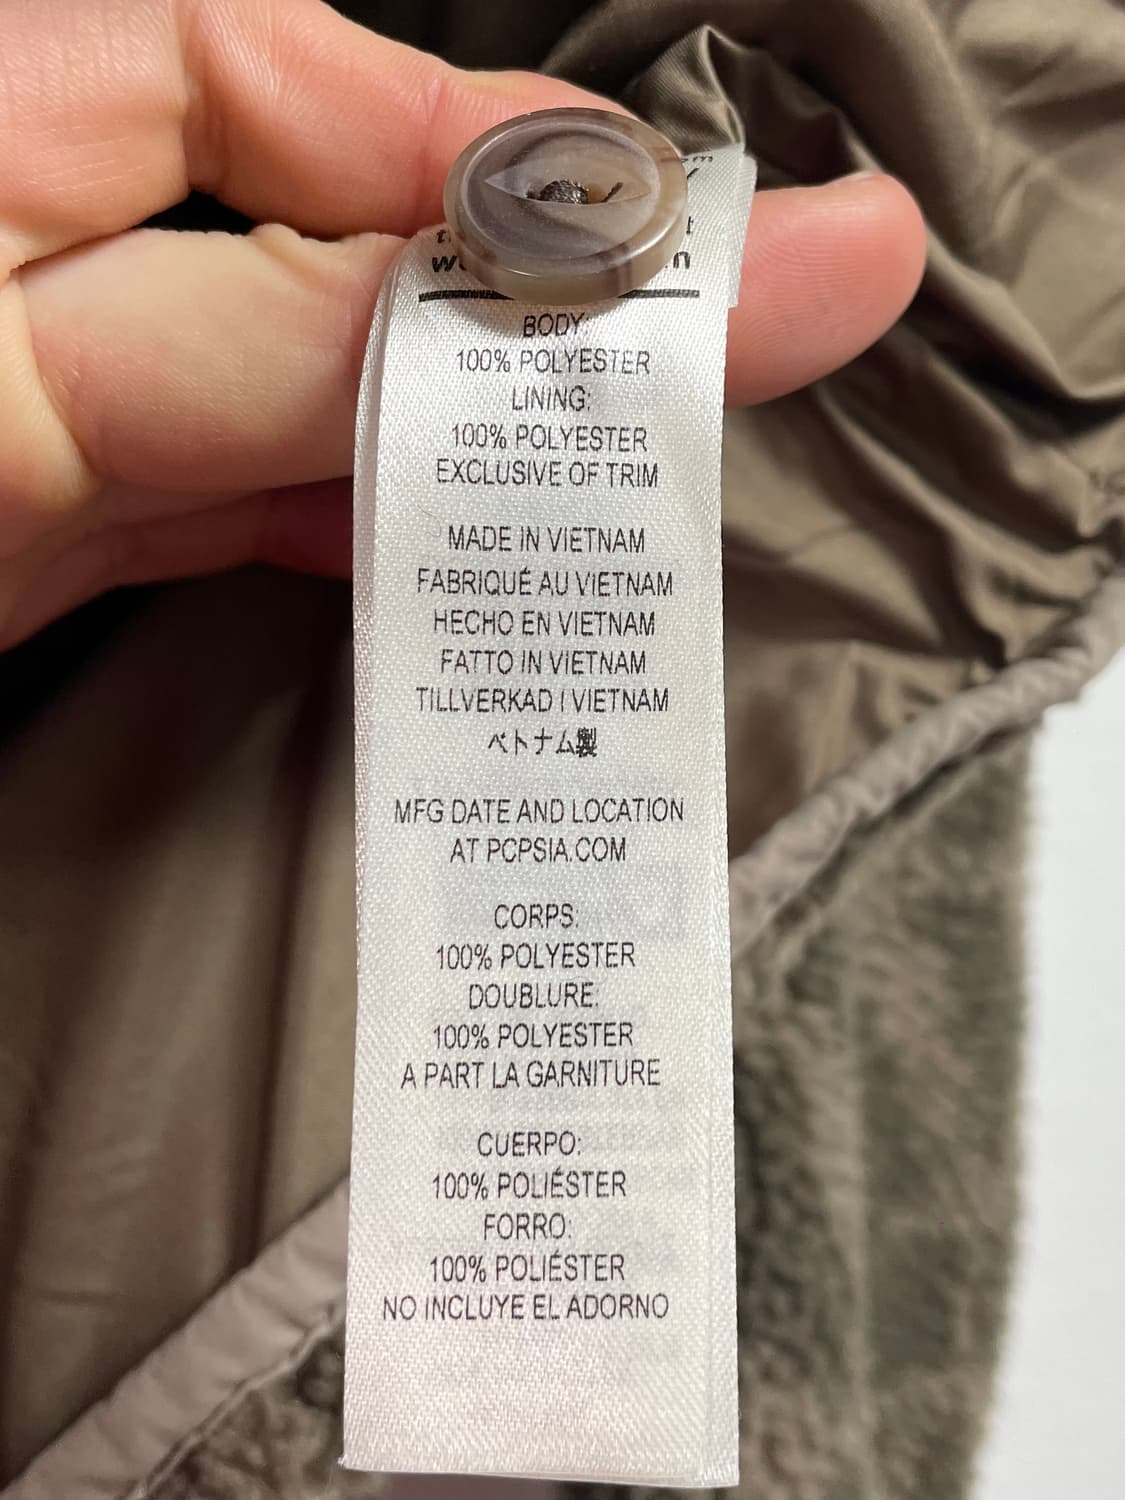 BODY:
100% POLYESTER
LINING:
100% POLYESTER
EXCLUSIVE OF TRIM
MADE IN VIETNAM
FABRIQUÉ AU VIETNAM
HECHO EN VIETNAM
FATTO IN VIETNAM
TILLVERKAD I VIETNAM
ベトナム製
MFG DATE AND LOCATION
AT PCPSIA.COM
CORPS:
100% POLYESTER
DOUBLURE:
100% POLYESTER
A PART LA GARNITURE
CUERPO:
100% POLIÉSTER
FORRO:
100% POLIÉSTER
NO INCLUYE EL ADORNO